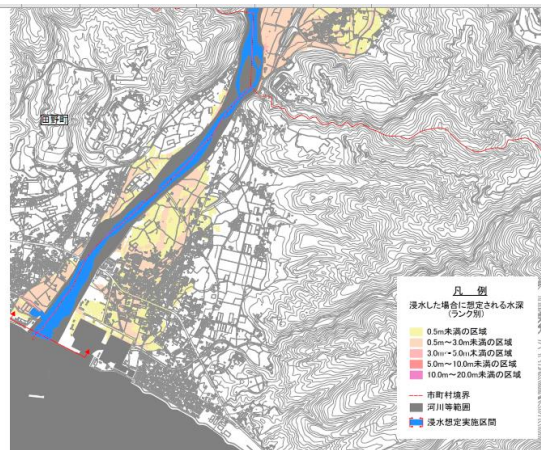 田野町
凡 例
浸水した場合に想定される水深
(ランク別)
0.5m未満の区域
0.5m～3.0m未満の区域
3.0m～5.0m未満の区域
5.0m～10.0m未満の区域
10.0m～20.0m未満の区域
市町村境界
河川等範囲
浸水想定実施区間